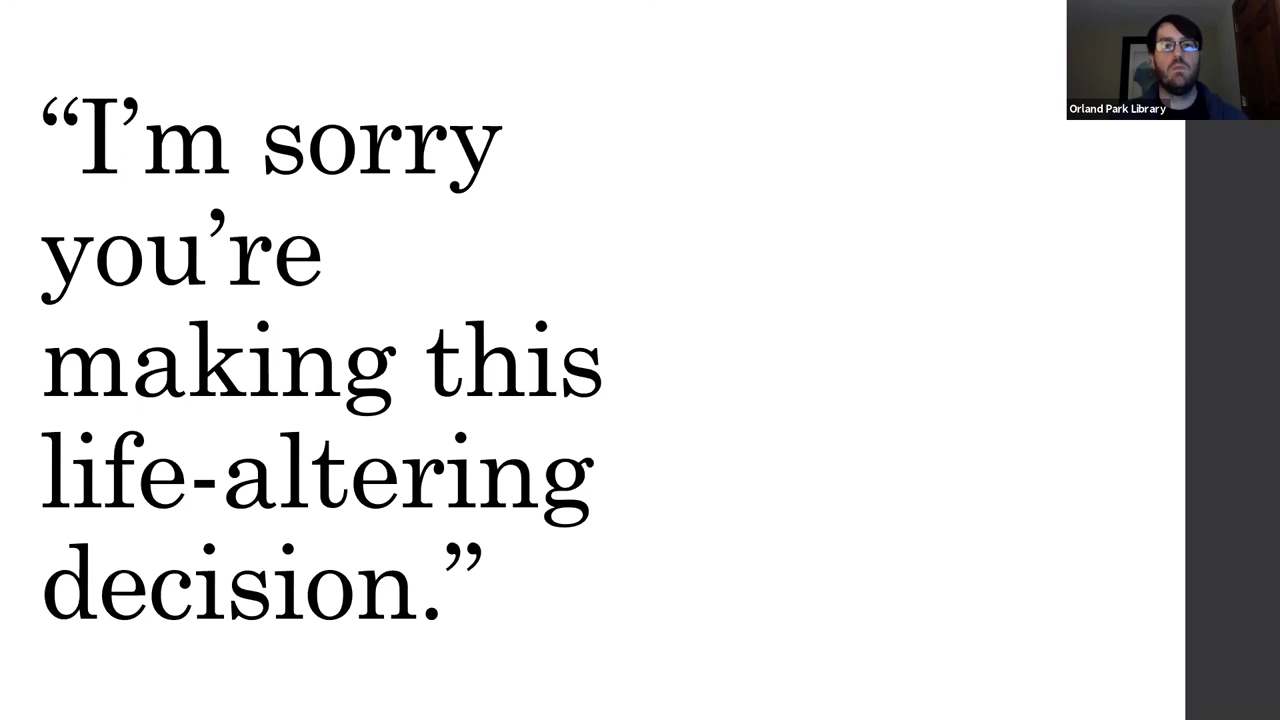 “I’m sorry
you’re
making this
life-altering
decision.”
Orland Park Library